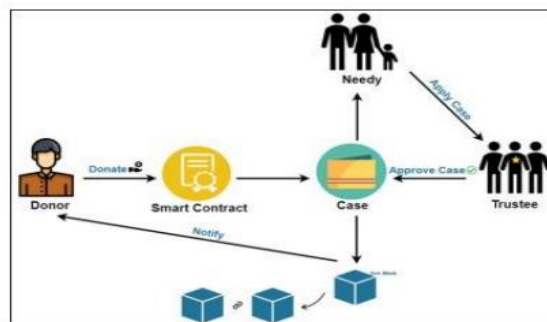 Needy
Apply Case
Donate
Approve Case
Donor
Smart Contract
Case
Trustee
Notify